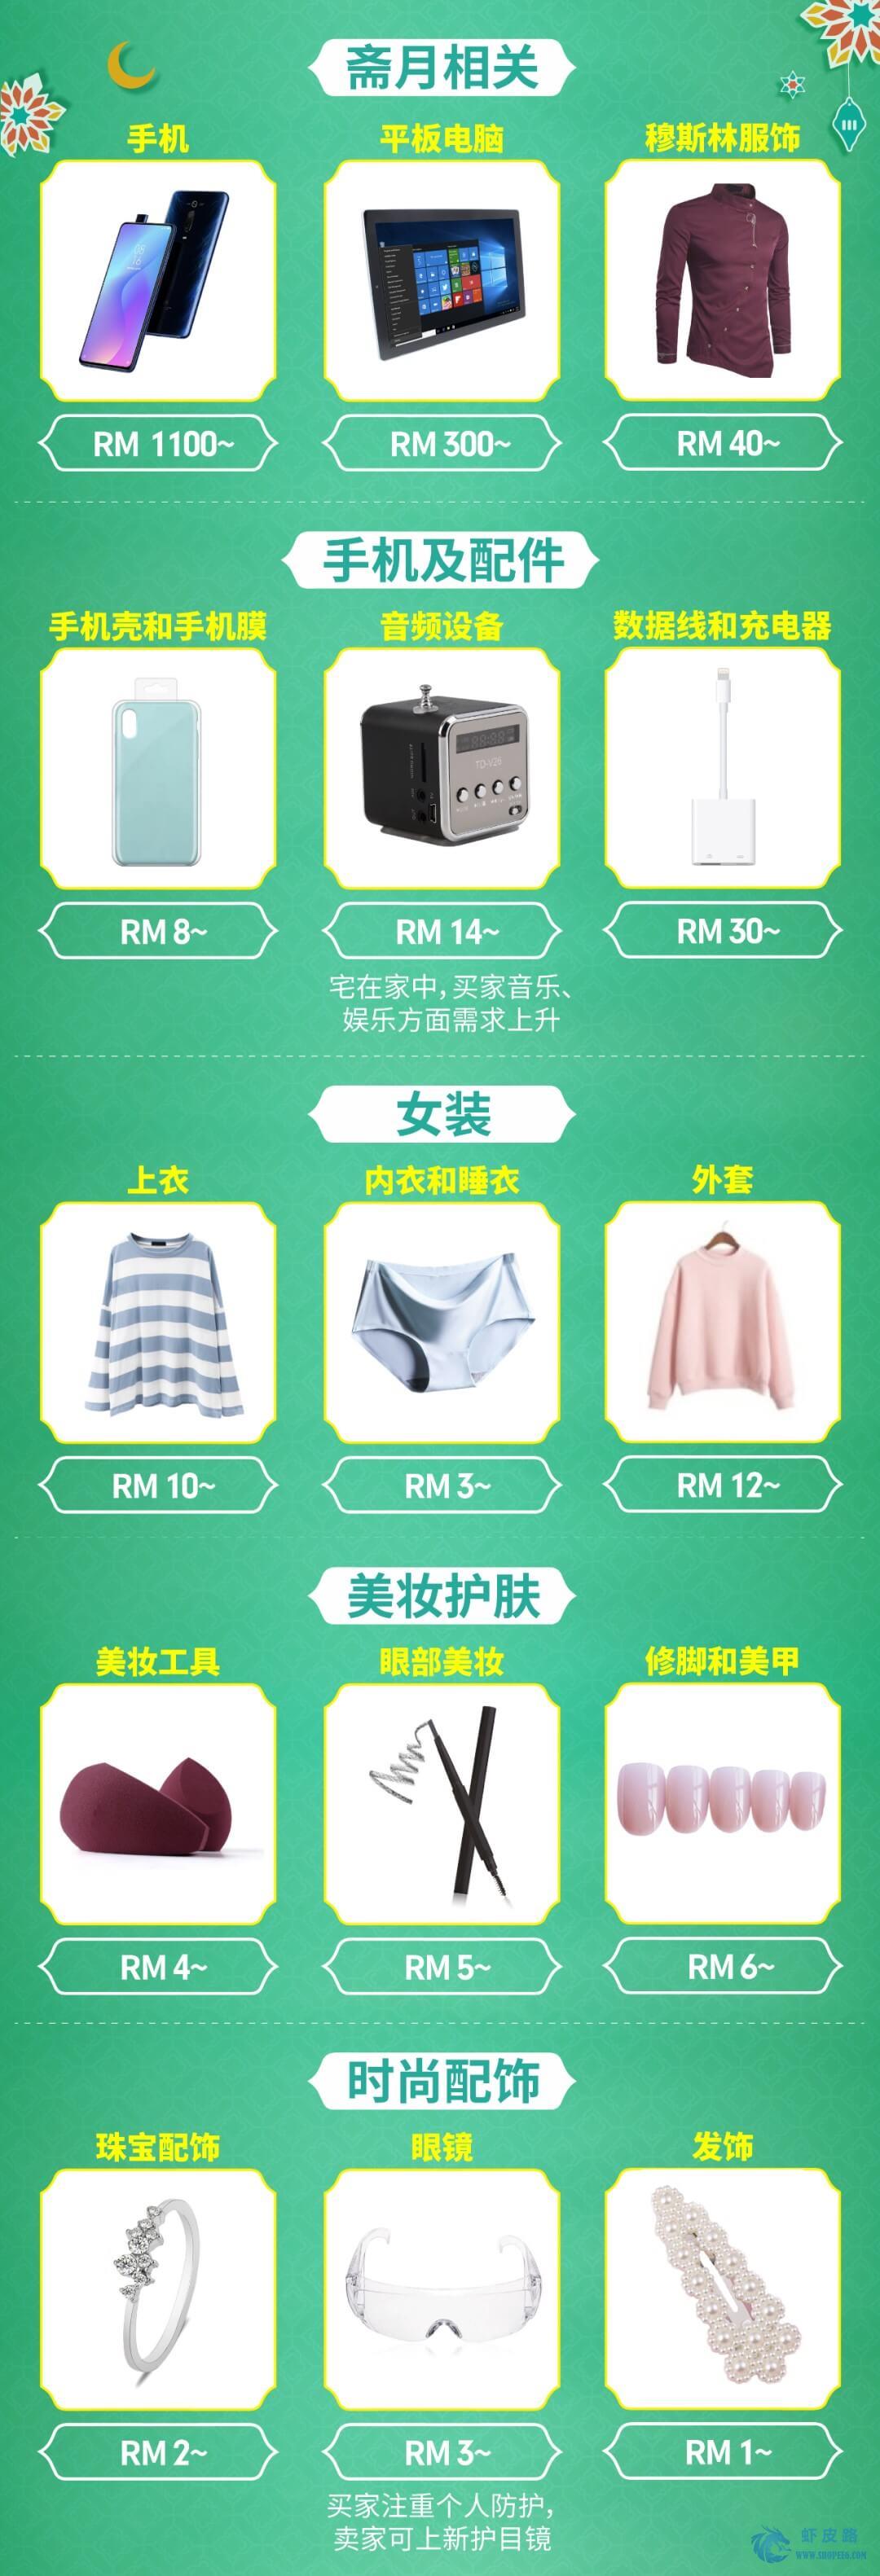 斋月相关
手机
平板电脑
穆斯林服饰
RM 1100~
RM 300~
RM 40~
手机及配件
手机壳和手机膜
音频设备
数据线和充电器
TD-V26
RM 8~
RM 14~
RM 30~
宅在家中，买家音乐、
娱乐方面需求上升
女装
上衣
内衣和睡衣
外套
RM 10~
RM 3~
RM 12~
美妆护肤
美妆工具
眼部美妆
修脚和美甲
RM 4~
RM 5~
RM 6~
时尚配饰
珠宝配饰
眼镜
发饰
RM 2~
RM 3~
RM 1~
买家注重个人防护，
卖家可上新护目镜
虾皮路
WWW.SHOPE66.COM